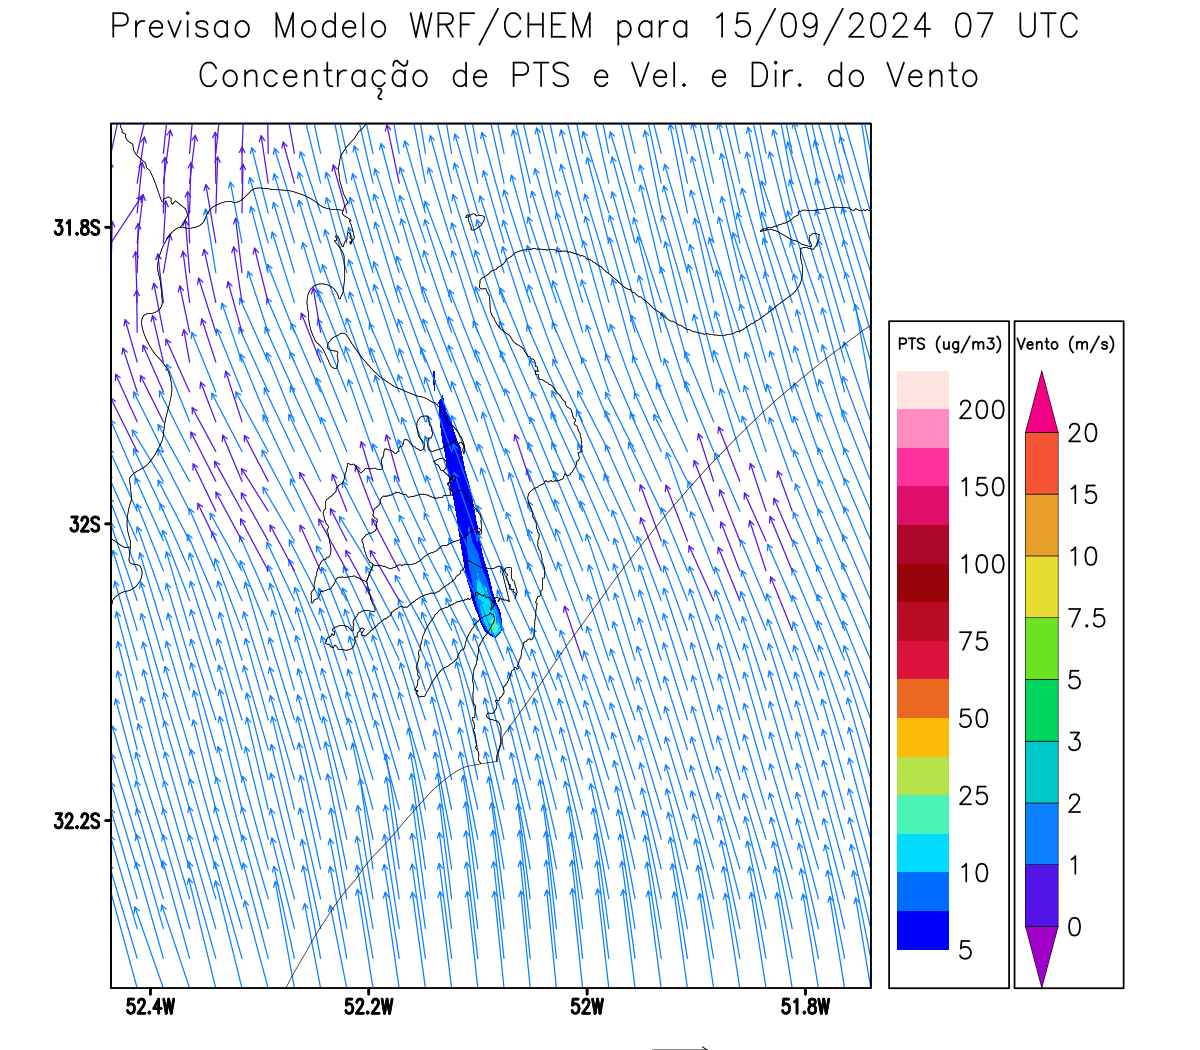 Previsao Modelo WRF/CHEM para 15/09/2024 07 UTC
Concentração de PTS e Vel. e Dir. do Vento
31.8S
32S
32.2S
52.4W 52.2W 52W 51.8W
PTS (ug/m3)
200
150
100
75
50
25
10
5
Vento (m/s)
20
15
10
7.5
5
3
2
1
0